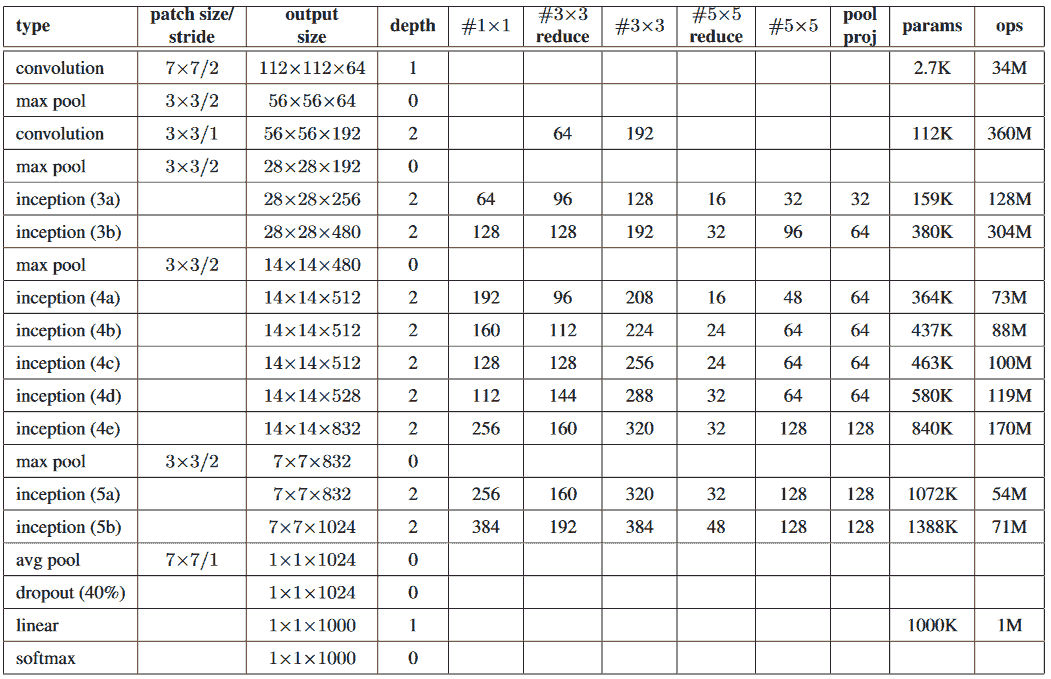 type patch size/ stride output size depth #1×1 #3×3 reduce #3×3 #5×5 reduce #5×5 pool proj params ops
convolution 7×7/2 112×112×64 1 2.7K 34M
max pool 3×3/2 56×56×64 0
convolution 3×3/1 56×56×192 2 64 192 112K 360M
max pool 3×3/2 28×28×192 0
inception (3a) 28×28×256 2 64 96 128 16 32 32 159K 128M
inception (3b) 28×28×480 2 128 128 192 32 96 64 380K 304M
max pool 3×3/2 14×14×480 0
inception (4a) 14×14×512 2 192 96 208 16 48 64 364K 73M
inception (4b) 14×14×512 2 160 112 224 24 64 64 437K 88M
inception (4c) 14×14×512 2 128 128 256 24 64 64 463K 100M
inception (4d) 14×14×528 2 112 144 288 32 64 64 580K 119M
inception (4e) 14×14×832 2 256 160 320 32 128 128 840K 170M
max pool 3×3/2 7×7×832 0
inception (5a) 7×7×832 2 256 160 320 32 128 128 1072K 54M
inception (5b) 7×7×1024 2 384 192 384 48 128 128 1388K 71M
avg pool 7×7/1 1×1×1024 0
dropout (40%) 1×1×1024 0
linear 1×1×1000 1 1000K 1M
softmax 1×1×1000 0